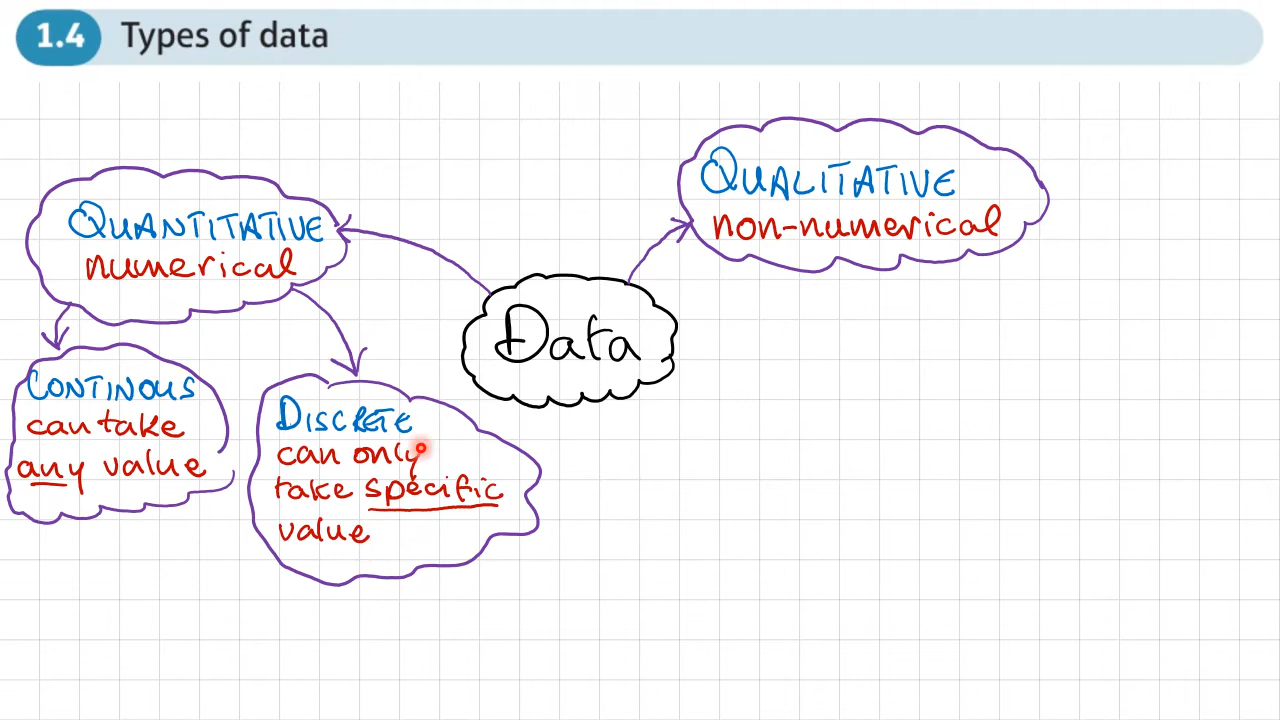 1.4 Types of data
QUALITATIVE
non-numerical
QUANTITATIVE
numerical
Data
CONTINOUS
can take
any value
DISCRETE
can only
take specific
value